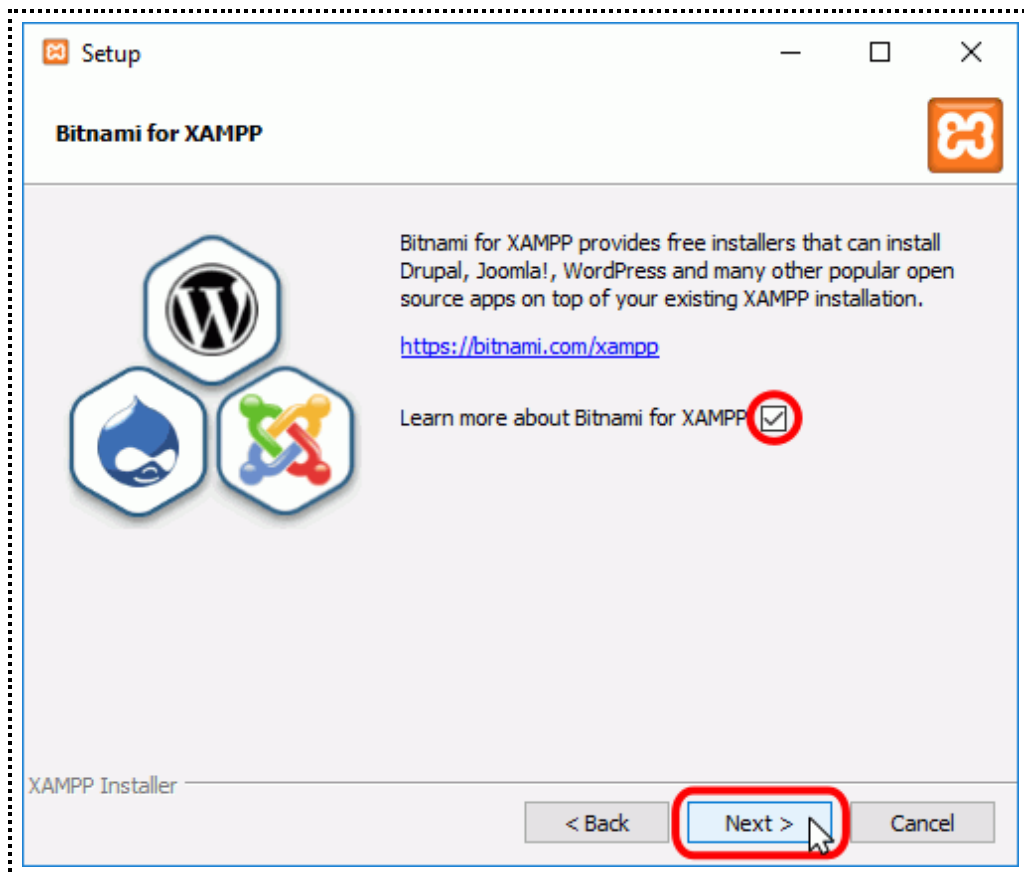 Setup
Bitnami for XAMPP
Bitnami for XAMPP provides free installers that can install
Drupal, Joomla!, WordPress and many other popular open
source apps on top of your existing XAMPP installation.
https://bitnami.com/xampp
Learn more about Bitnami for XAMPP
XAMPP Installer
< Back
Next >
Cancel